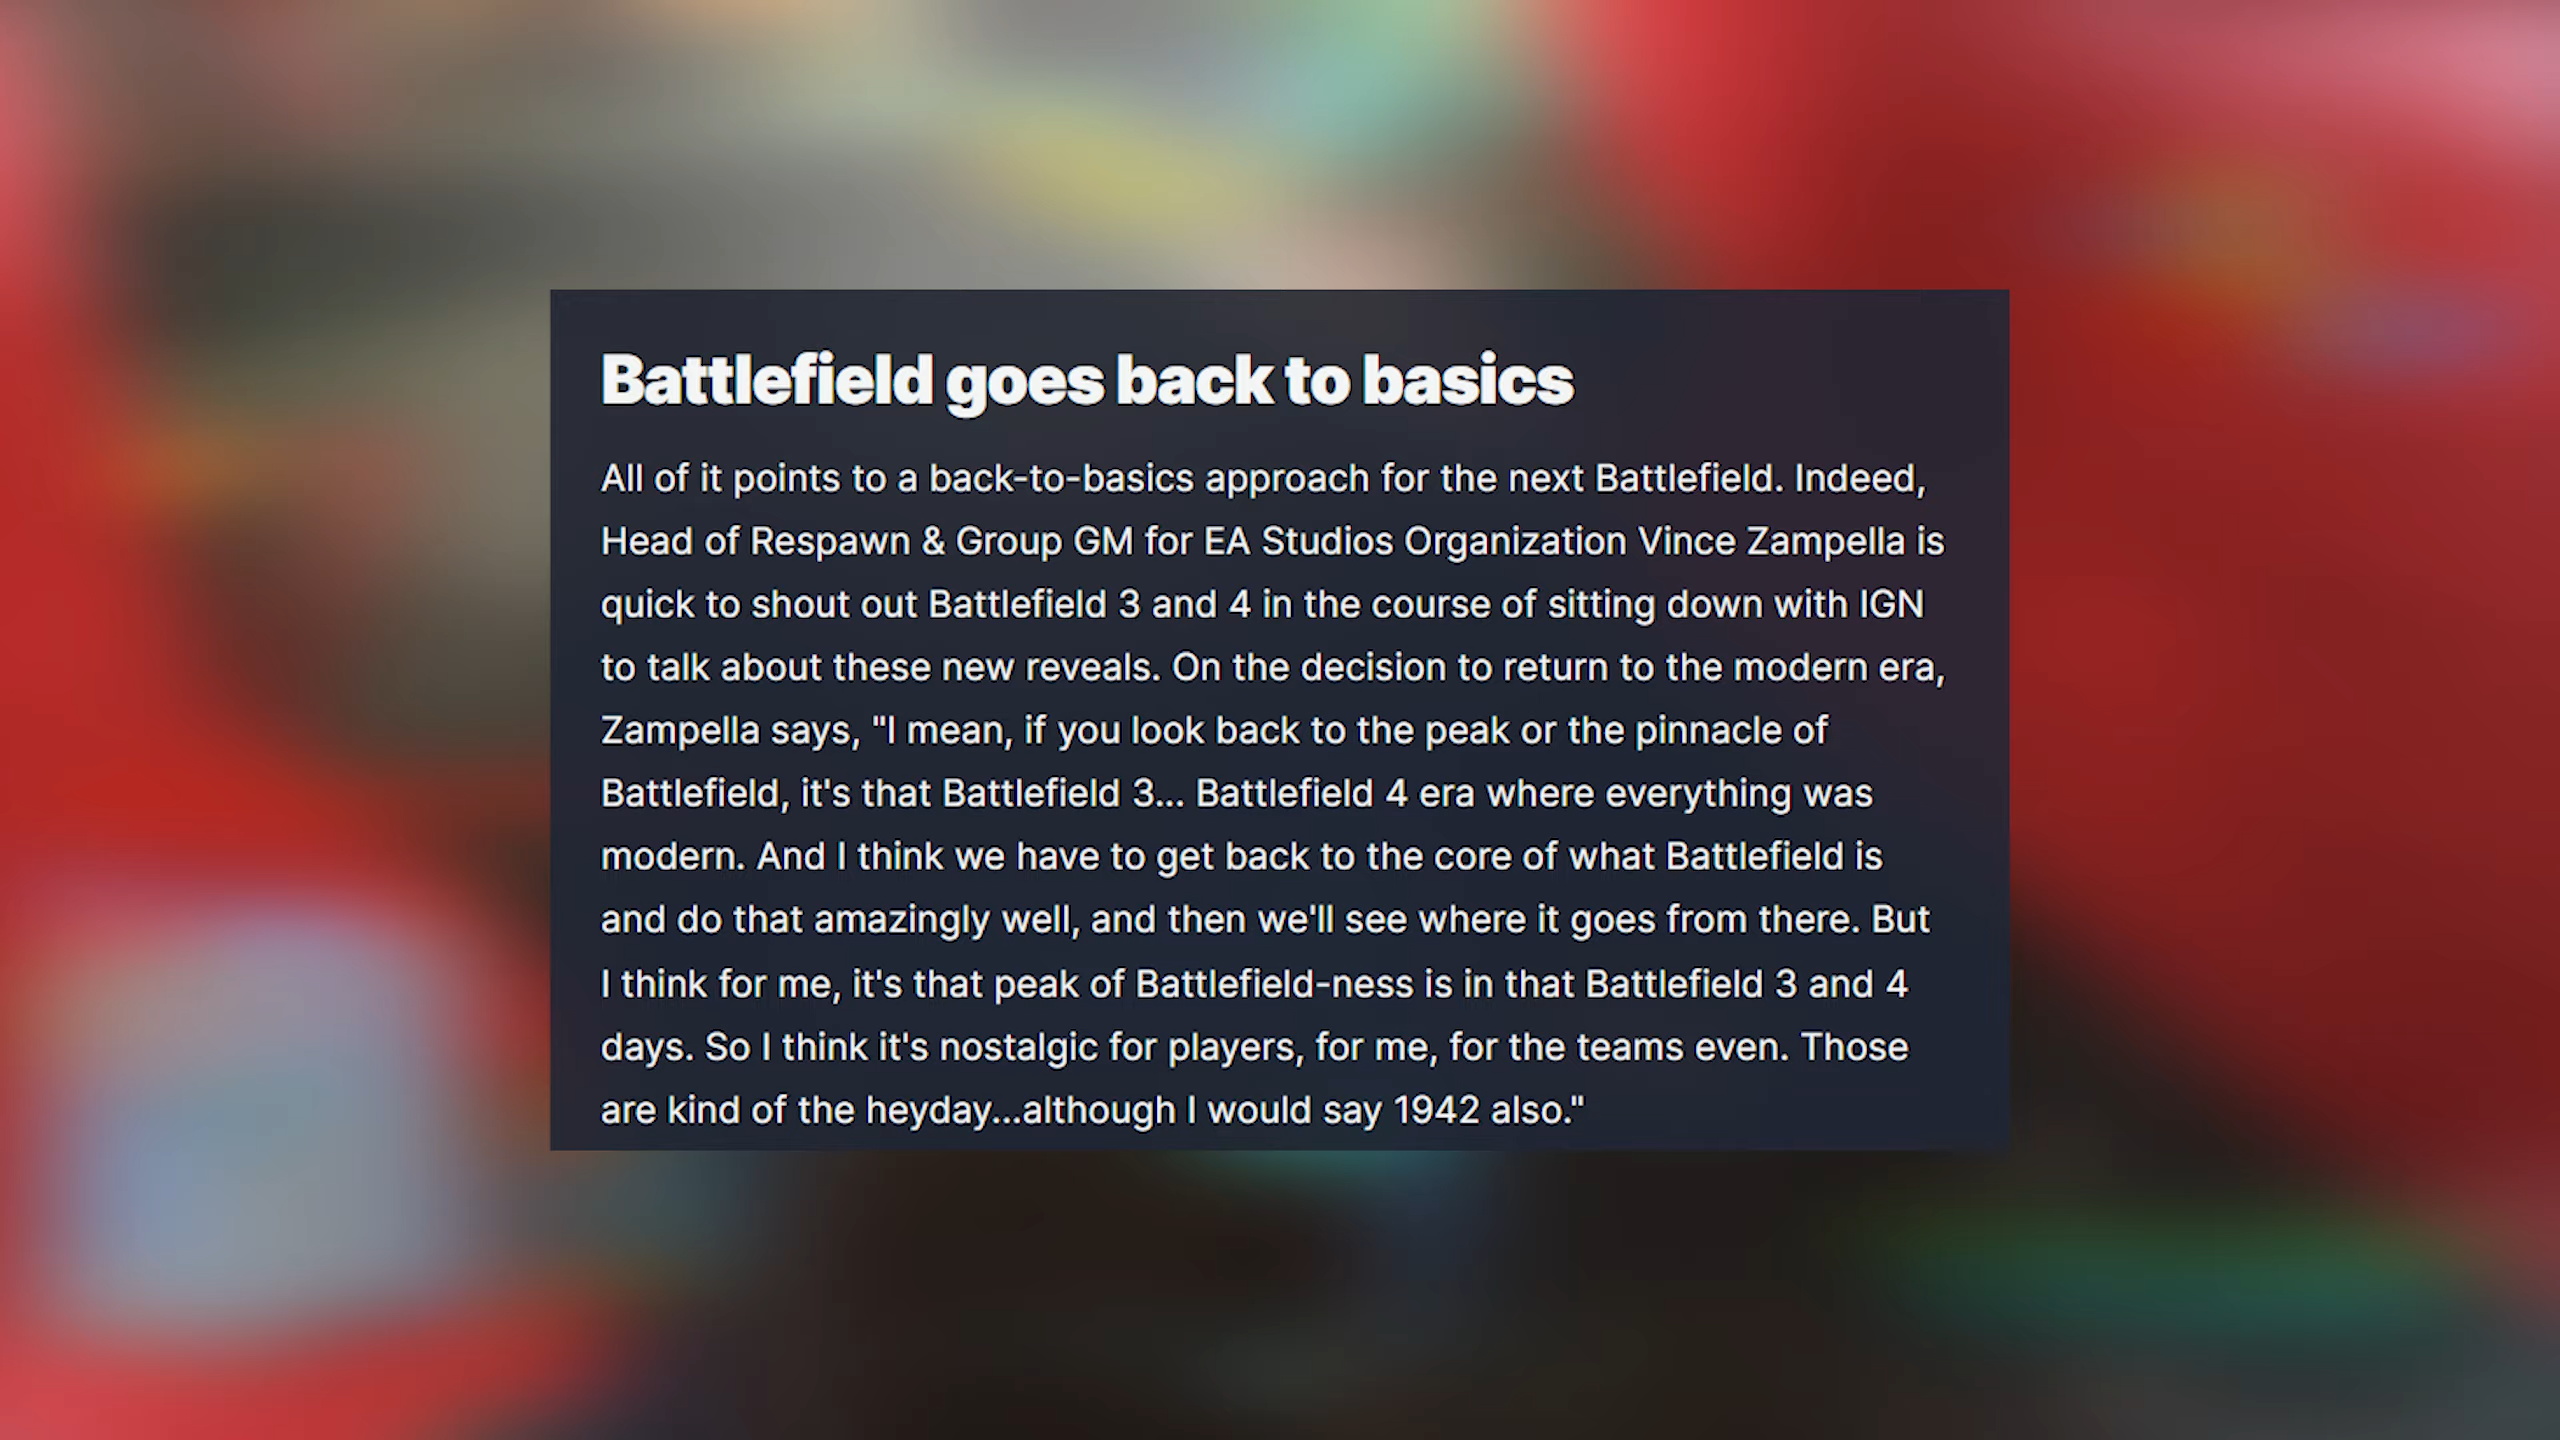 Battlefield goes back to basics
All of it points to a back-to-basics approach for the next Battlefield. Indeed,
Head of Respawn & Group GM for EA Studios Organization Vince Zampella is
quick to shout out Battlefield 3 and 4 in the course of sitting down with IGN
to talk about these new reveals. On the decision to return to the modern era,
Zampella says, "I mean, if you look back to the peak or the pinnacle of
Battlefield, it's that Battlefield 3... Battlefield 4 era where everything was
modern. And I think we have to get back to the core of what Battlefield is
and do that amazingly well, and then we'll see where it goes from there. But
I think for me, it's that peak of Battlefield-ness is in that Battlefield 3 and 4
days. So I think it's nostalgic for players, for me, for the teams even. Those
are kind of the heyday...although I would say 1942 also."